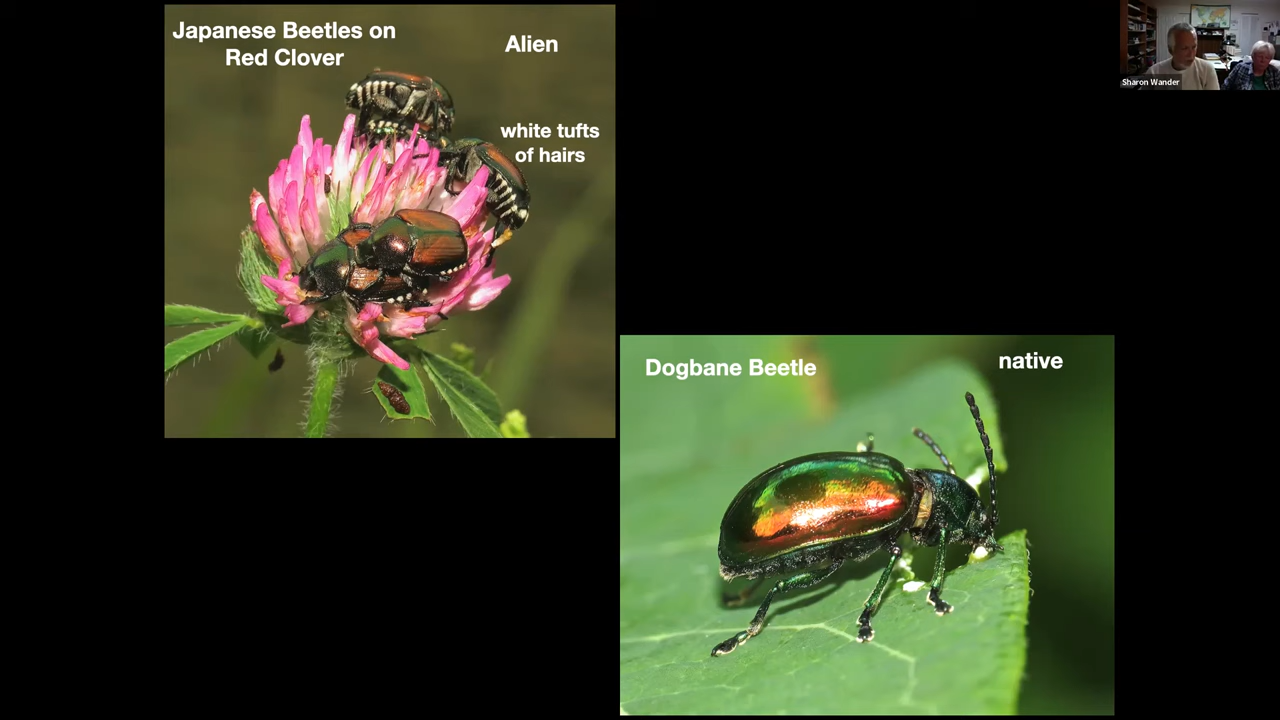 Japanese Beetles on
Red Clover
Alien
white tufts
of hairs
Dogbane Beetle
native
Sharon Wander